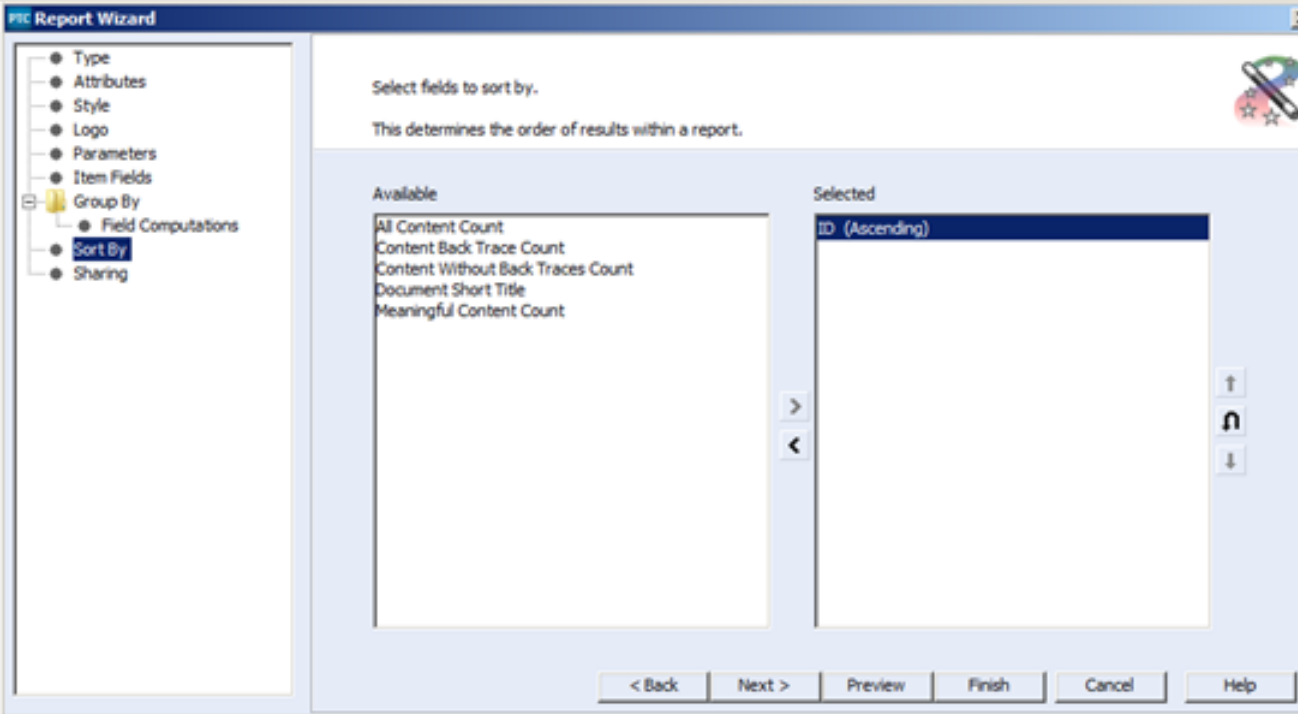 PTC Report Wizard
Type
Attributes
Style
Logo
Parameters
Item Fields
Group By
Field Computations
Sort By
Sharing
Select fields to sort by.
This determines the order of results within a report.
Available
All Content Count
Content Back Trace Count
Content Without Back Traces Count
Document Short Title
Meaningful Content Count
Selected
ID (Ascending)
< Back Next > Preview Finish Cancel Help